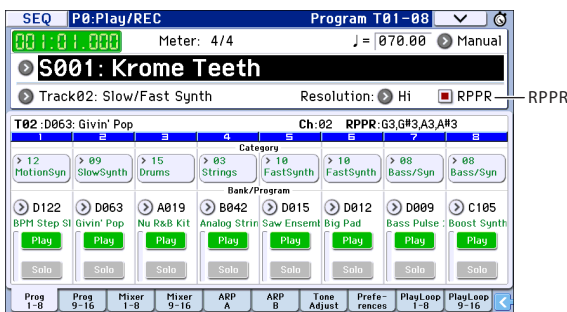 SEQ P0:Play/REC Program T01-08
001:01.000 Meter: 4/4 ♩= 070.00 Manual
S001: Krome Teeth
Track02: Slow/Fast Synth Resolution: Hi RPPR
RPPR
T02 :D063: Givin' Pop Ch:02 RPPR:G3,G#3,A3,A#3
1 2 3 4 5 6 7 8
Category
> 12 > 09 > 15 > 03 > 10 > 10 > 08 > 08
MotionSyn SlowSynth Drums Strings FastSynth FastSynth Bass/Syn Bass/Syn
Bank/Program
D122 D063 A019 B042 D015 D012 D009 C105
BPM Step Sl Givin' Pop Nu R&B Kit Analog Strin Saw Ensembl Big Pad Bass Pulse : Boost Synth
Play Play Play Play Play Play Play Play
Solo Solo Solo Solo Solo Solo Solo Solo
Prog Prog Mixer Mixer ARP ARP Tone Prefe- PlayLoop PlayLoop
1-8 9-16 1-8 9-16 A B Adjust rences 1-8 9-16